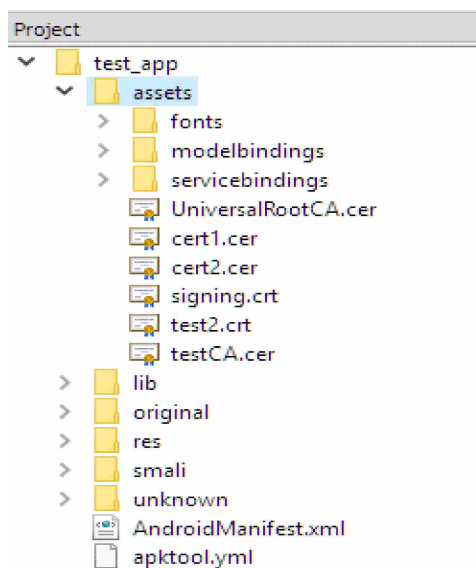 Project
test_app
assets
fonts
modelbindings
servicebindings
UniversalRootCA.cer
cert1.cer
cert2.cer
signing.crt
test2.crt
testCA.cer
lib
original
res
smali
unknown
AndroidManifest.xml
apktool.yml